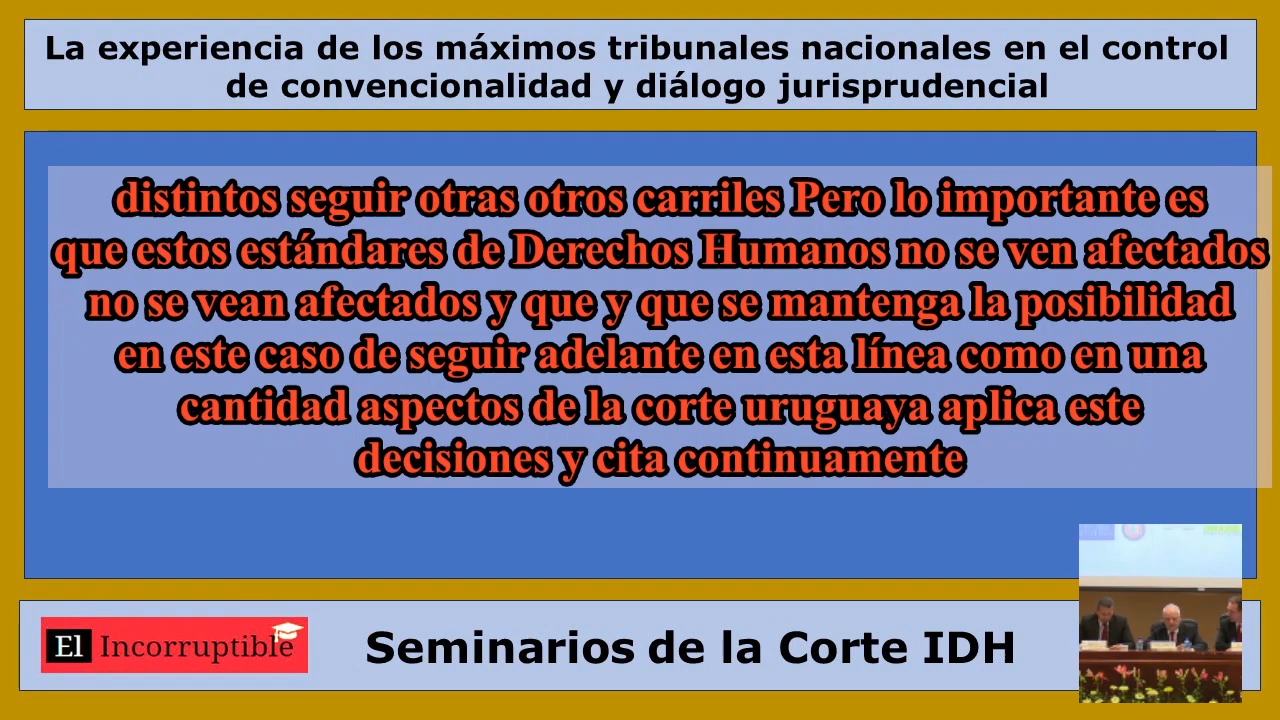 La experiencia de los máximos tribunales nacionales en el control
de convencionalidad y diálogo jurisprudencial
distintos seguir otras otros carriles Pero lo importante es
que estos estándares de Derechos Humanos no se ven afectados
no se vean afectados y que y que se mantenga la posibilidad
en este caso de seguir adelante en esta línea como en una
cantidad aspectos de la corte uruguaya aplica este
decisiones y cita continuamente
El Incorruptible
Seminarios de la Corte IDH